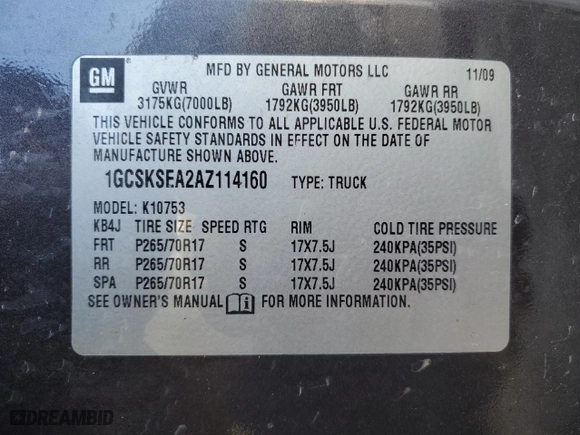 GM
MFD BY GENERAL MOTORS LLC 11/09
GVWR GAWR FRT GAWR RR
3175KG(7000LB) 1792KG(3950LB) 1792KG(3950LB)
THIS VEHICLE CONFORMS TO ALL APPLICABLE U.S. FEDERAL MOTOR
VEHICLE SAFETY STANDARDS IN EFFECT ON THE DATE OF
MANUFACTURE SHOWN ABOVE.
1GCSKSEA2AZ114160 TYPE: TRUCK
MODEL: K10753
KB4J TIRE SIZE SPEED RTG RIM COLD TIRE PRESSURE
FRT P265/70R17 S 17X7.5J 240KPA(35PSI)
RR P265/70R17 S 17X7.5J 240KPA(35PSI)
SPA P265/70R17 S 17X7.5J 240KPA(35PSI)
SEE OWNER'S MANUAL FOR MORE INFORMATION.
DREAMBID